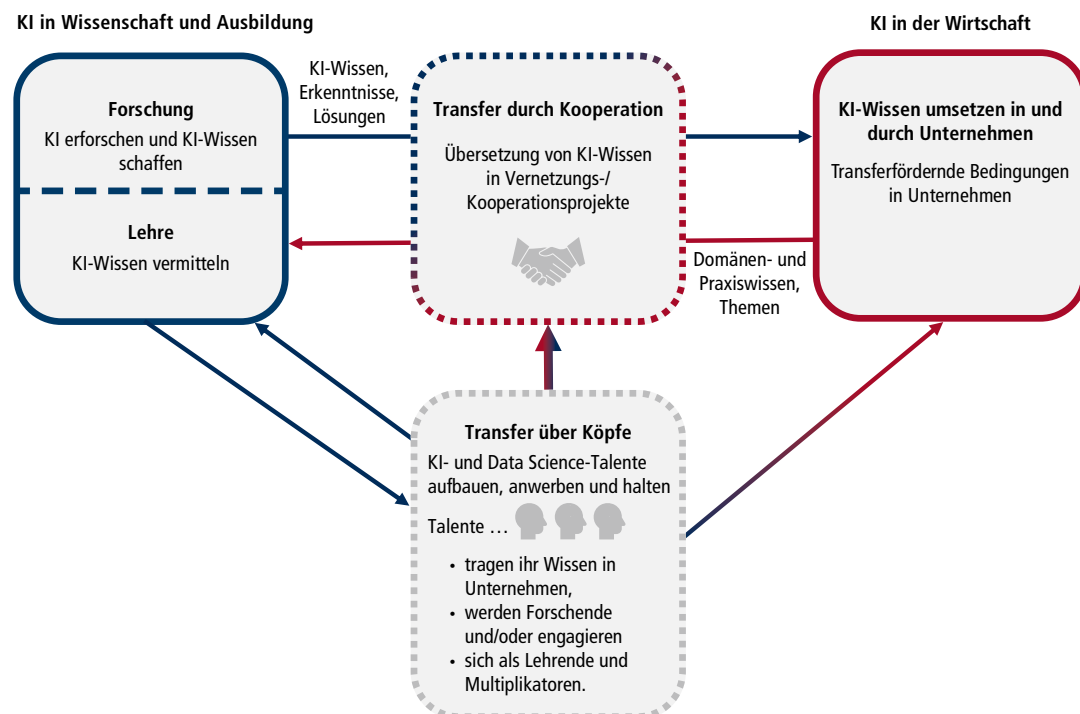 KI in Wissenschaft und Ausbildung
KI in der Wirtschaft
Forschung
KI erforschen und KI-Wissen
schaffen
Lehre
KI-Wissen vermitteln
KI-Wissen,
Erkenntnisse,
Lösungen
Transfer durch Kooperation
Übersetzung von KI-Wissen
in Vernetzungs-/
Kooperationsprojekte
Domänen- und
Praxiswissen,
Themen
KI-Wissen umsetzen in und
durch Unternehmen
Transferfördernde Bedingungen
in Unternehmen
Transfer über Köpfe
KI- und Data Science-Talente
aufbauen, anwerben und halten
Talente …
• tragen ihr Wissen in
Unternehmen,
• werden Forschende
und/oder engagieren
• sich als Lehrende und
Multiplikatoren.